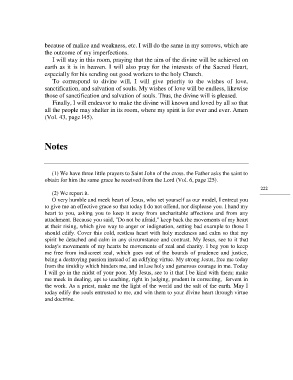 because of malice and weakness, etc. I will do the same in my sorrows, which are
the outcome of my imperfections.
I will stay in this room, praying that the aim of the divine will be achieved on
earth as it is in heaven. I will also pray for the interests of the Sacred Heart,
especially for his sending out good workers to the holy Church.
To correspond to divine will, I will give priority to the wishes of love,
sanctification, and salvation of souls. My wishes of love will be endless, likewise
those of sanctification and salvation of souls. Thus, the divine will is pleased.
Finally, I will endeavor to make the divine will known and loved by all so that
all the people may shelter in its room, where my spirit is for ever and ever. Amen
(Vol. 43, page 145).
Notes
(1) We have three little prayers to Saint John of the cross, the Father asks the saint to
obtain for him the same grace he received from the Lord (Vol. 6, page 125).
222
(2) We report it.
O very humble and meek heart of Jesus, who set yourself as our model, I entreat you
to give me an effective grace so that today I do not offend, nor displease you. I hand my
heart to you, asking you to keep it away from uncharitable affections and from any
attachment. Because you said, "Do not be afraid," keep back the movements of my heart
at their rising, which give way to anger or indignation, setting bad example to those I
should edify. Cover this cold, restless heart with holy meekness and calm so that my
spirit be detached and calm in any circumstance and contrast. My Jesus, see to it that
today's movements of my heart be movements of zeal and charity. I beg you to keep
me free from indiscreet zeal, which goes out of the bounds of prudence and justice,
being a destroying passion instead of an edifying virtue. My strong Jesus, free me today
from the timidity which hinders me, and in lose holy and generous courage in me. Today
I will go in the midst of your poor. My Jesus, see to it that I be kind with them; make
me meek in dealing, apt to teaching, right in judging, prudent in correcting, fervent in
the work. As a priest, make me the light of the world and the salt of the earth. May I
today edify the souls entrusted to me, and win them to your divine heart through virtue
and doctrine.